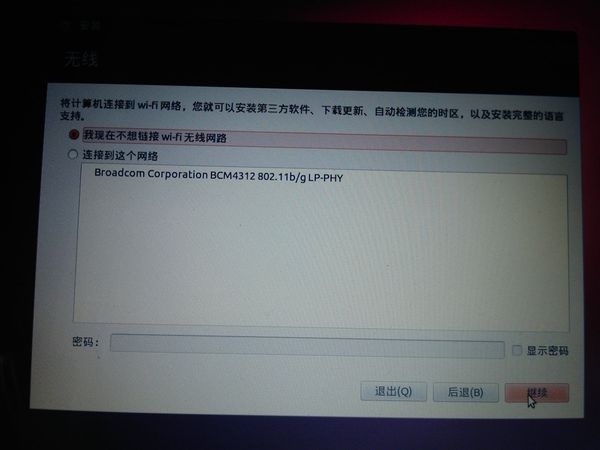 安装
无线
将计算机连接到 wi-fi 网络，您就可以安装第三方软件、下载更新、自动检测您的时区，以及安装完整的语言
支持。
我现在不想链接 wi-fi 无线网路
连接到这个网络
Broadcom Corporation BCM4312 802.11b/g LP-PHY
密码：
显示密码
退出(Q)
后退(B)
继续